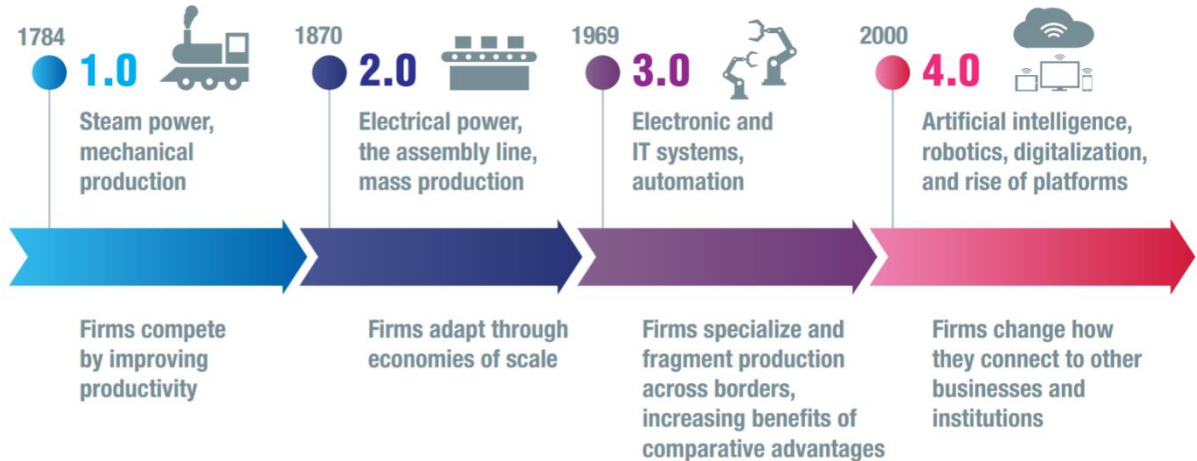 1784
1.0
Steam power,
mechanical
production
Firms compete
by improving
productivity
1870
2.0
Electrical power,
the assembly line,
mass production
Firms adapt through
economies of scale
1969
3.0
Electronic and
IT systems,
automation
Firms specialize and
fragment production
across borders,
increasing benefits of
comparative advantages
2000
4.0
Artificial intelligence,
robotics, digitalization,
and rise of platforms
Firms change how
they connect to other
businesses and
institutions